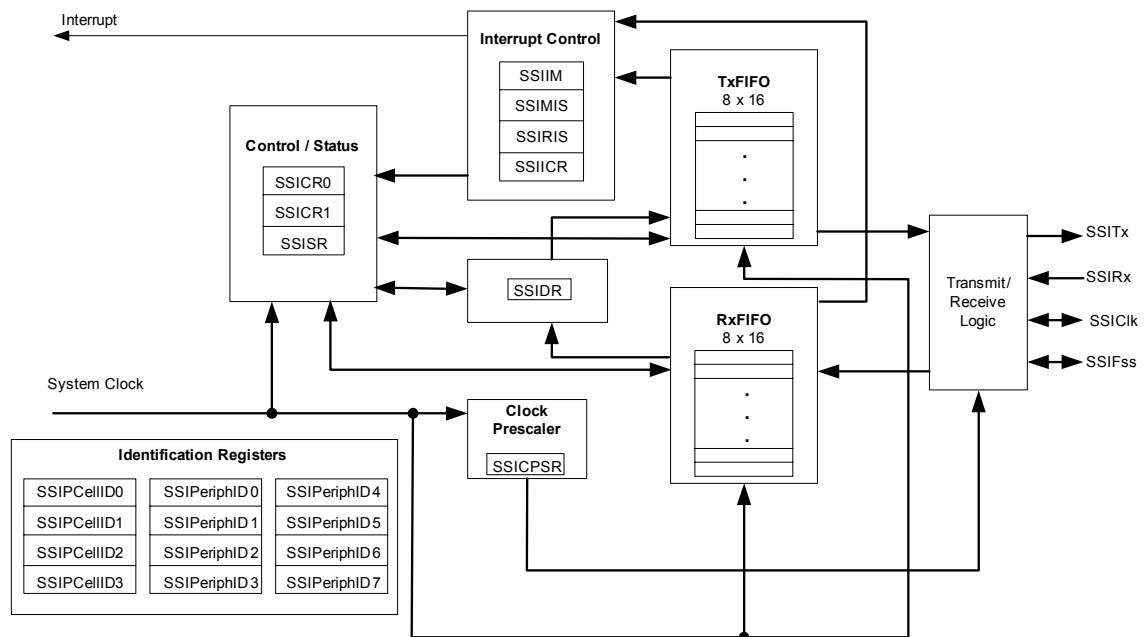 Interrupt
Interrupt Control
SSIIM
SSIMIS
SSIRIS
SSIICR
TxFIFO
8 x 16
.
.
.
Control / Status
SSICR0
SSICR1
SSISR
SSIDR
RxFIFO
8 x 16
.
.
.
Transmit/
Receive
Logic
SSITx
SSIRx
SSIClk
SSIFss
System Clock
Clock
Prescaler
SSICPSR
Identification Registers
SSIPCellID0
SSIPeriphID0
SSIPeriphID4
SSIPCellID1
SSIPeriphID1
SSIPeriphID5
SSIPCellID2
SSIPeriphID2
SSIPeriphID6
SSIPCellID3
SSIPeriphID3
SSIPeriphID7